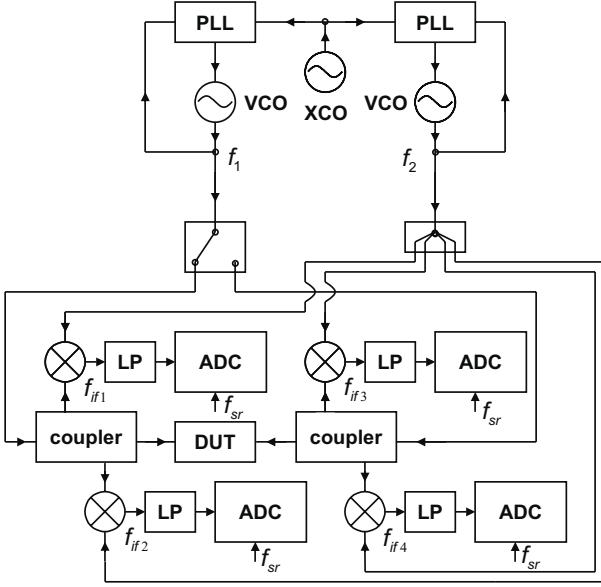 PLL
PLL
VCO
XCO
VCO
f1
f2
LP
ADC
LP
ADC
fif1
fsr
fif3
fsr
coupler
DUT
coupler
LP
ADC
LP
ADC
fif2
fsr
fif4
fsr